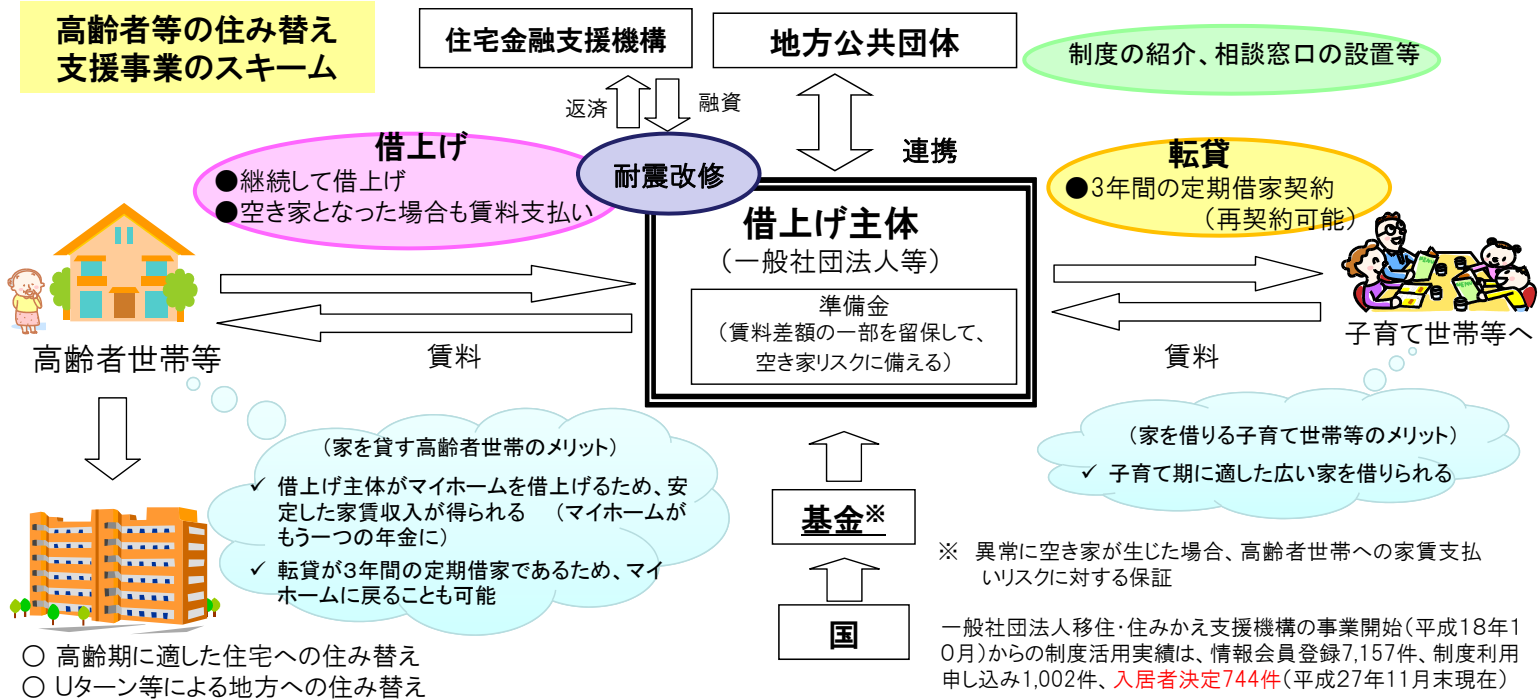 高齢者等の住み替え
支援事業のスキーム
住宅金融支援機構
地方公共団体
制度の紹介、相談窓口の設置等
返済
融資
連携
借上げ
●継続して借上げ
●空き家となった場合も賃料支払い
耐震改修
転貸
●3年間の定期借家契約
（再契約可能）
借上げ主体
（一般社団法人等）
準備金
（賃料差額の一部を留保して、
空き家リスクに備える）
高齢者世帯等
賃料
賃料
子育て世帯等へ
（家を貸す高齢者世帯のメリット）
✓ 借上げ主体がマイホームを借上げるため、安
定した家賃収入が得られる （マイホームが
もう一つの年金に）
✓ 転貸が3年間の定期借家であるため、マイ
ホームに戻ることも可能
（家を借りる子育て世帯等のメリット）
✓ 子育て期に適した広い家を借りられる
基金※
国
※ 異常に空き家が生じた場合、高齢者世帯への家賃支払
いリスクに対する保証
一般社団法人移住・住みかえ支援機構の事業開始(平成18年1
0月)からの制度活用実績は、情報会員登録7,157件、制度利用
申し込み1,002件、入居者決定744件(平成27年11月末現在)
○ 高齢期に適した住宅への住み替え
○ Uターン等による地方への住み替え